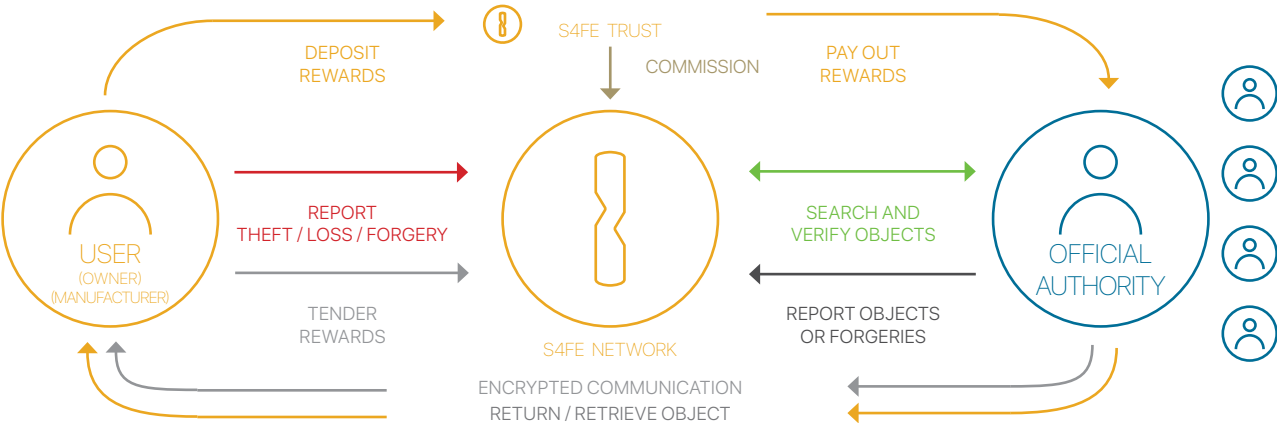 S4FE TRUST
DEPOSIT
REWARDS
COMMISSION
PAY OUT
REWARDS
REPORT
THEFT / LOSS / FORGERY
SEARCH AND
VERIFY OBJECTS
USER
(OWNER)
(MANUFACTURER)
OFFICIAL
AUTHORITY
TENDER
REWARDS
REPORT OBJECTS
OR FORGERIES
S4FE NETWORK
ENCRYPTED COMMUNICATION
RETURN / RETRIEVE OBJECT